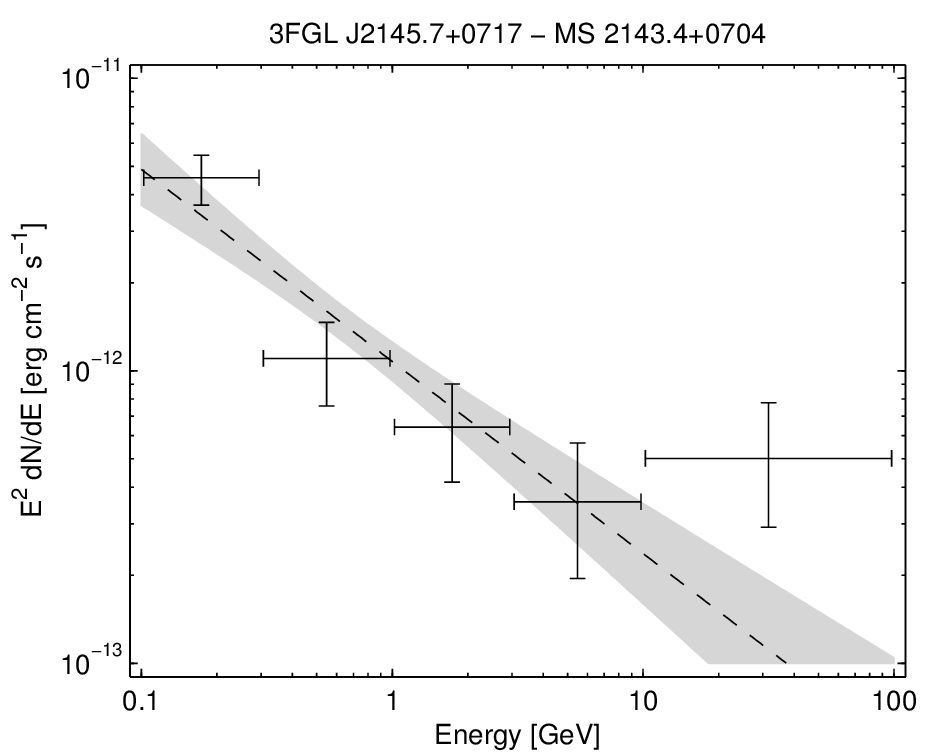 3FGL J2145.7+0717 − MS 2143.4+0704
E² dN/dE [erg cm⁻² s⁻¹]
10⁻¹¹
10⁻¹²
10⁻¹³
0.1 1 10 100
Energy [GeV]